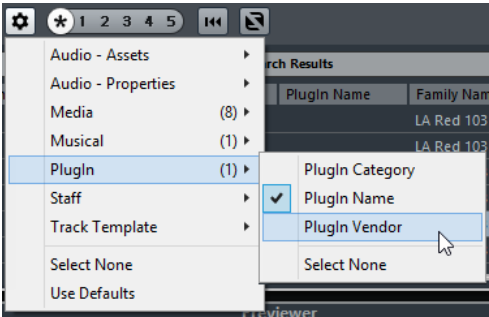 1 2 3 4 5
Audio - Assets
rch Results
Audio - Properties
PlugIn Name
Family Nam
Media (8)
LA Red 103
Musical (1)
LA Red 103
PlugIn (1)
PlugIn Category
Staff
PlugIn Name
Track Template
PlugIn Vendor
Select None
Select None
Use Defaults
Previewer